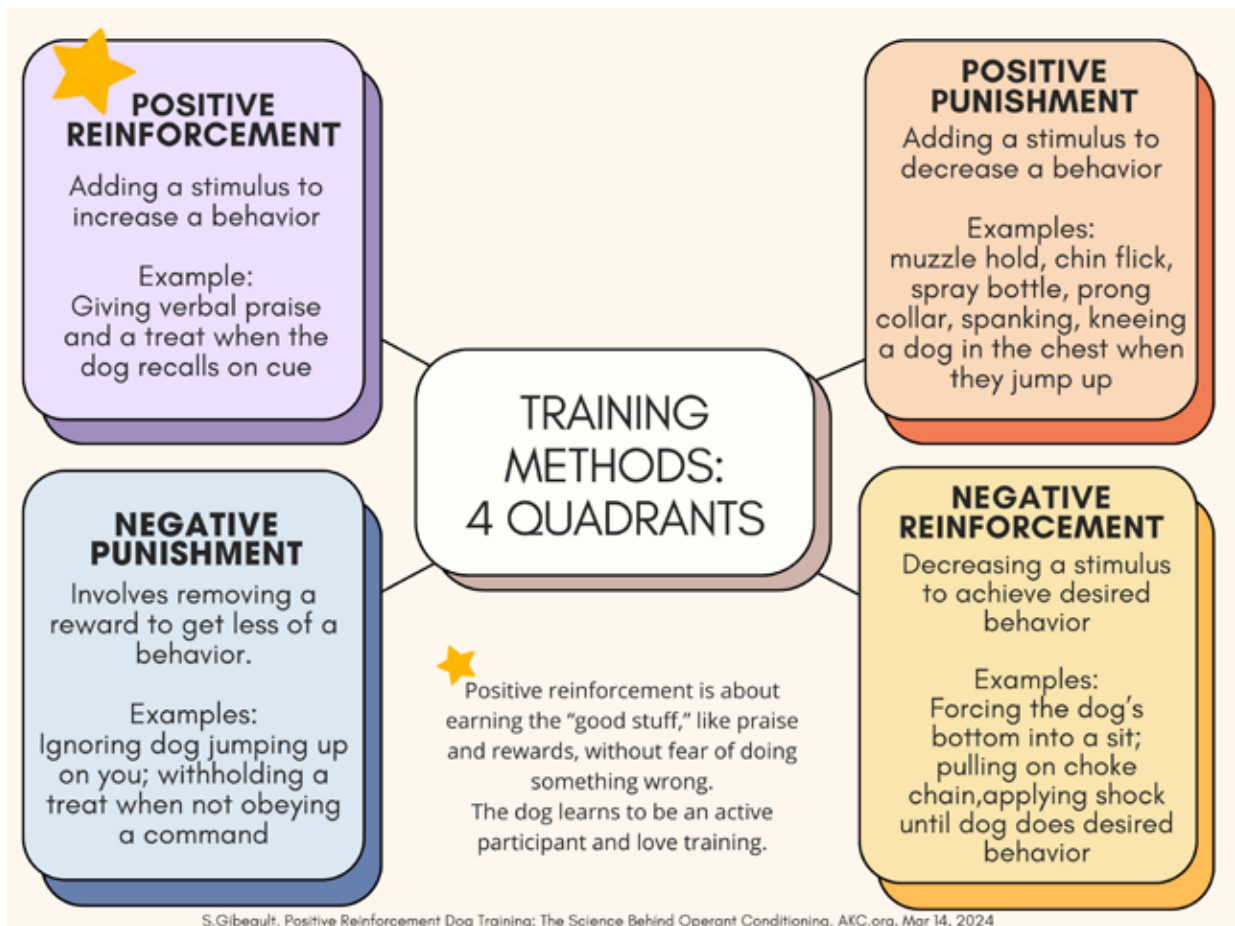 POSITIVE
REINFORCEMENT
Adding a stimulus to
increase a behavior
Example:
Giving verbal praise
and a treat when the
dog recalls on cue
POSITIVE
PUNISHMENT
Adding a stimulus to
decrease a behavior
Examples:
muzzle hold, chin flick,
spray bottle, prong
collar, spanking, kneeing
a dog in the chest when
they jump up
TRAINING
METHODS:
4 QUADRANTS
NEGATIVE
PUNISHMENT
Involves removing a
reward to get less of a
behavior.
Examples:
Ignoring dog jumping up
on you; withholding a
treat when not obeying
a command
NEGATIVE
REINFORCEMENT
Decreasing a stimulus
to achieve desired
behavior
Examples:
Forcing the dog's
bottom into a sit;
pulling on choke
chain,applying shock
until dog does desired
behavior
Positive reinforcement is about
earning the “good stuff,” like praise
and rewards, without fear of doing
something wrong.
The dog learns to be an active
participant and love training.
S.Gibeault. Positive Reinforcement Dog Training: The Science Behind Operant Conditioning. AKC.org. Mar 14, 2024